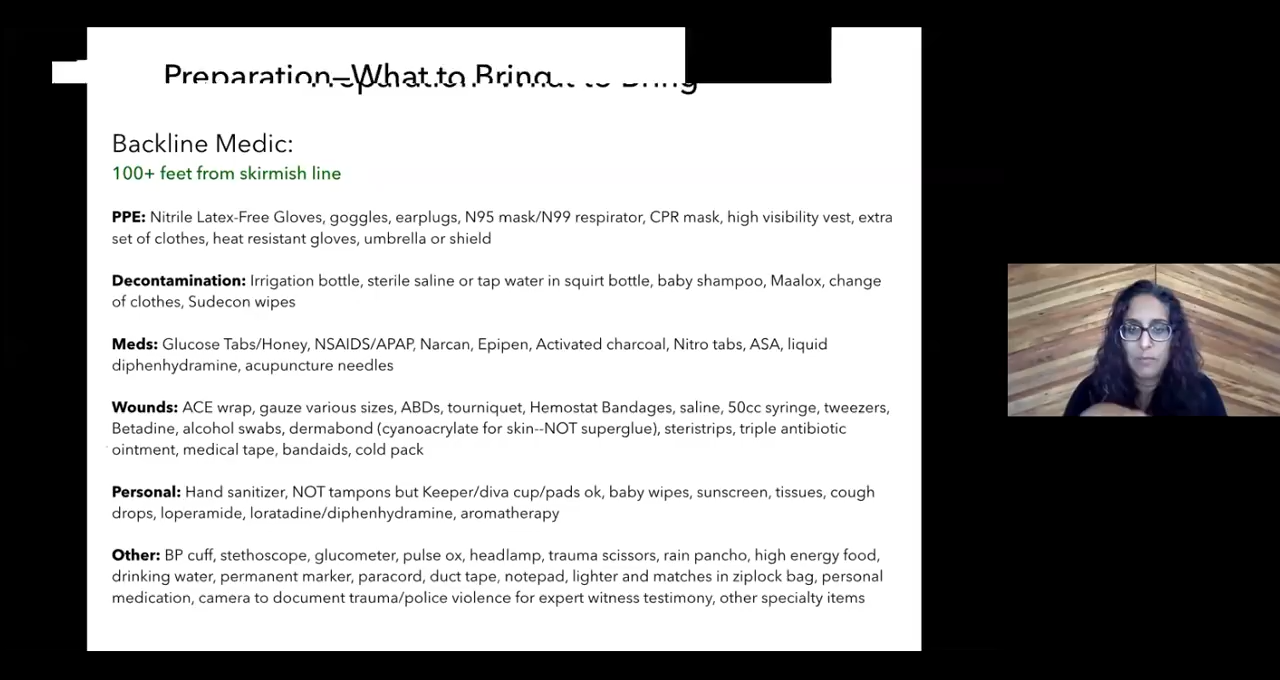 Preparation—What to Bring
Backline Medic:
100+ feet from skirmish line
PPE: Nitrile Latex-Free Gloves, goggles, earplugs, N95 mask/N99 respirator, CPR mask, high visibility vest, extra
set of clothes, heat resistant gloves, umbrella or shield
Decontamination: Irrigation bottle, sterile saline or tap water in squirt bottle, baby shampoo, Maalox, change
of clothes, Sudecon wipes
Meds: Glucose Tabs/Honey, NSAIDS/APAP, Narcan, Epipen, Activated charcoal, Nitro tabs, ASA, liquid
diphenhydramine, acupuncture needles
Wounds: ACE wrap, gauze various sizes, ABDs, tourniquet, Hemostat Bandages, saline, 50cc syringe, tweezers,
Betadine, alcohol swabs, dermabond (cyanoacrylate for skin--NOT superglue), steristrips, triple antibiotic
ointment, medical tape, bandaids, cold pack
Personal: Hand sanitizer, NOT tampons but Keeper/diva cup/pads ok, baby wipes, sunscreen, tissues, cough
drops, loperamide, loratadine/diphenhydramine, aromatherapy
Other: BP cuff, stethoscope, glucometer, pulse ox, headlamp, trauma scissors, rain pancho, high energy food,
drinking water, permanent marker, paracord, duct tape, notepad, lighter and matches in ziplock bag, personal
medication, camera to document trauma/police violence for expert witness testimony, other specialty items